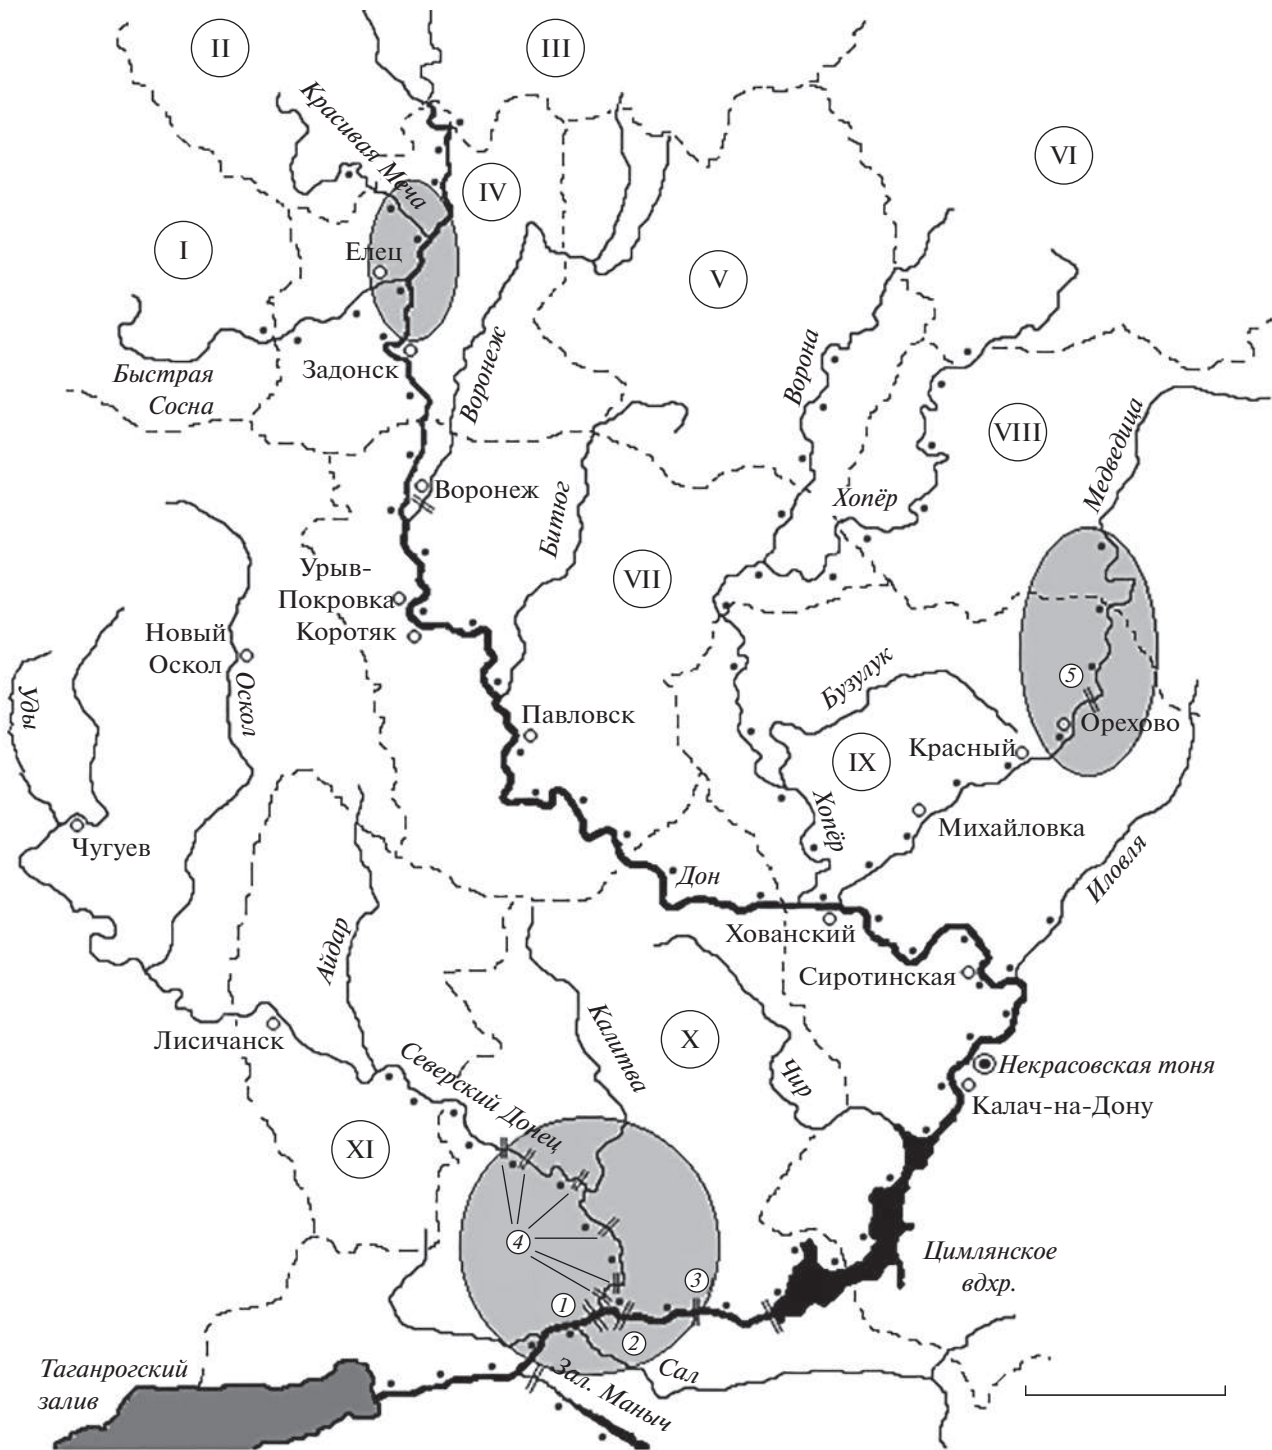 II
III
Красивая Меча
VI
IV
I
Елец
V
Задонск
Воронеж
Ворона
Быстрая
Сосна
VIII
Медведица
Воронеж
Битюг
Хопёр
Урыв-
Покровка
Коротяк
VII
Новый
Оскол
Уды
Оскол
Бузулук
5
Орехово
Павловск
IX
Красный
Чугуев
Хопёр
Михайловка
Иловля
Дон
Хованский
Айдар
Сиротинская
Лисичанск
Калитва
X
Северский Донец
Чир
Некрасовская тоня
Калач-на-Дону
XI
4
Цимлянское
вдхр.
3
1
2
Таганрогский
залив
Зал. Маныч
Сал